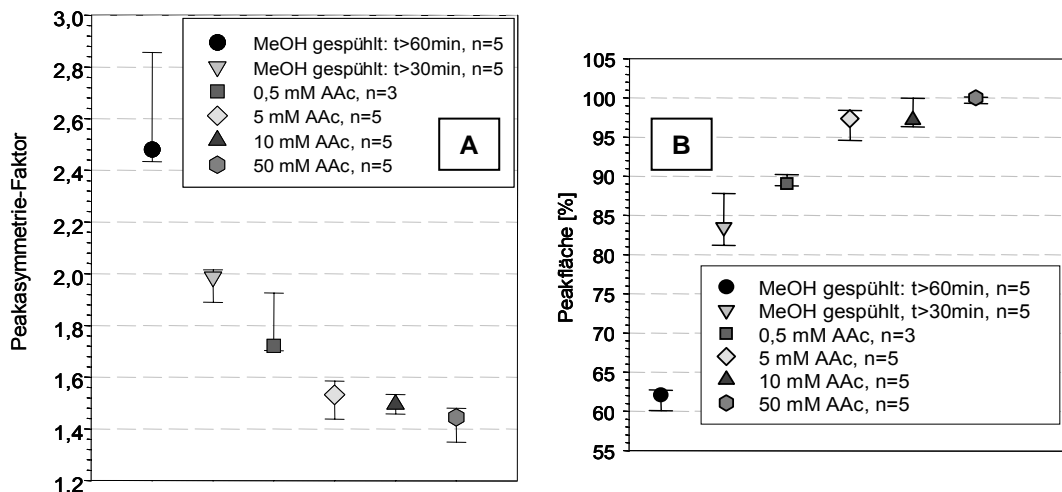 Peakasymmetrie-Faktor
3,0
2,8
2,6
2,4
2,2
2,0
1,8
1,6
1,4
1,2
MeOH gespühlt: t>60min, n=5
MeOH gespühlt: t>30min, n=5
0,5 mM AAc, n=3
5 mM AAc, n=5
10 mM AAc, n=5
50 mM AAc, n=5
A
Peakfläche [%]
105
100
95
90
85
80
75
70
65
60
55
B
MeOH gespühlt: t>60min, n=5
MeOH gespühlt, t>30min, n=5
0,5 mM AAc, n=3
5 mM AAc, n=5
10 mM AAc, n=5
50 mM AAc, n=5